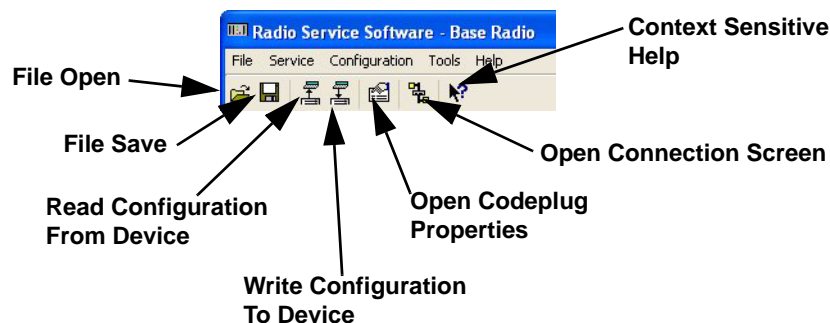 Radio Service Software - Base Radio
Context Sensitive
Help
File Service Configuration Tools Help
File Open
File Save
Open Connection Screen
Read Configuration
From Device
Open Codeplug
Properties
Write Configuration
To Device